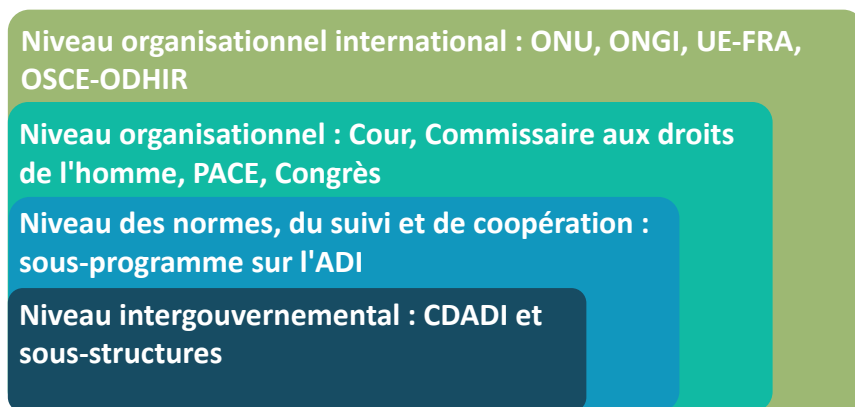 Niveau organisationnel international : ONU, ONGI, UE-FRA,
OSCE-ODHIR
Niveau organisationnel : Cour, Commissaire aux droits
de l'homme, PACE, Congrès
Niveau des normes, du suivi et de coopération :
sous-programme sur l'ADI
Niveau intergouvernemental : CDADI et
sous-structures